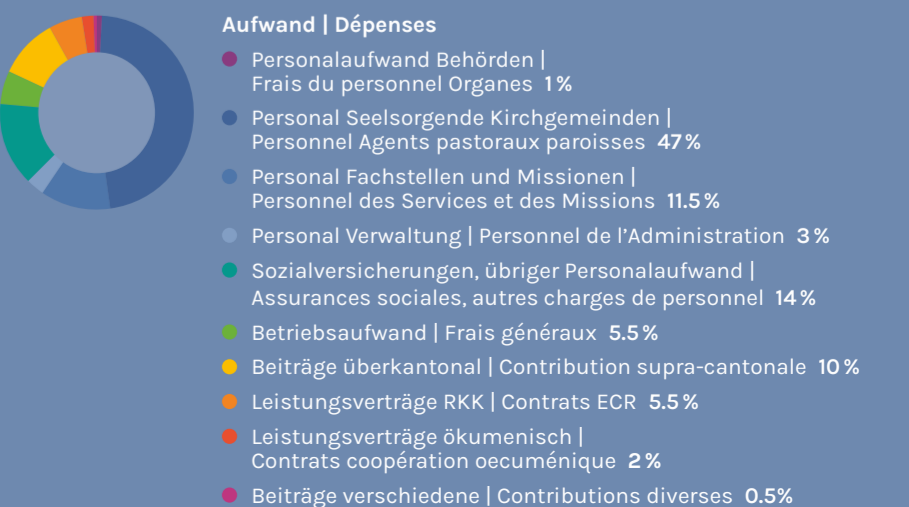 Aufwand | Dépenses
Personalaufwand Behörden |
Frais du personnel Organes 1 %
Personal Seelsorgende Kirchgemeinden |
Personnel Agents pastoraux paroisses 47 %
Personal Fachstellen und Missionen |
Personnel des Services et des Missions 11.5 %
Personal Verwaltung | Personnel de l'Administration 3 %
Sozialversicherungen, übriger Personalaufwand |
Assurances sociales, autres charges de personnel 14 %
Betriebsaufwand | Frais généraux 5.5 %
Beiträge überkantonal | Contribution supra-cantonale 10 %
Leistungsverträge RKK | Contrats ECR 5.5 %
Leistungsverträge ökumenisch |
Contrats coopération oecuménique 2 %
Beiträge verschiedene | Contributions diverses 0.5%